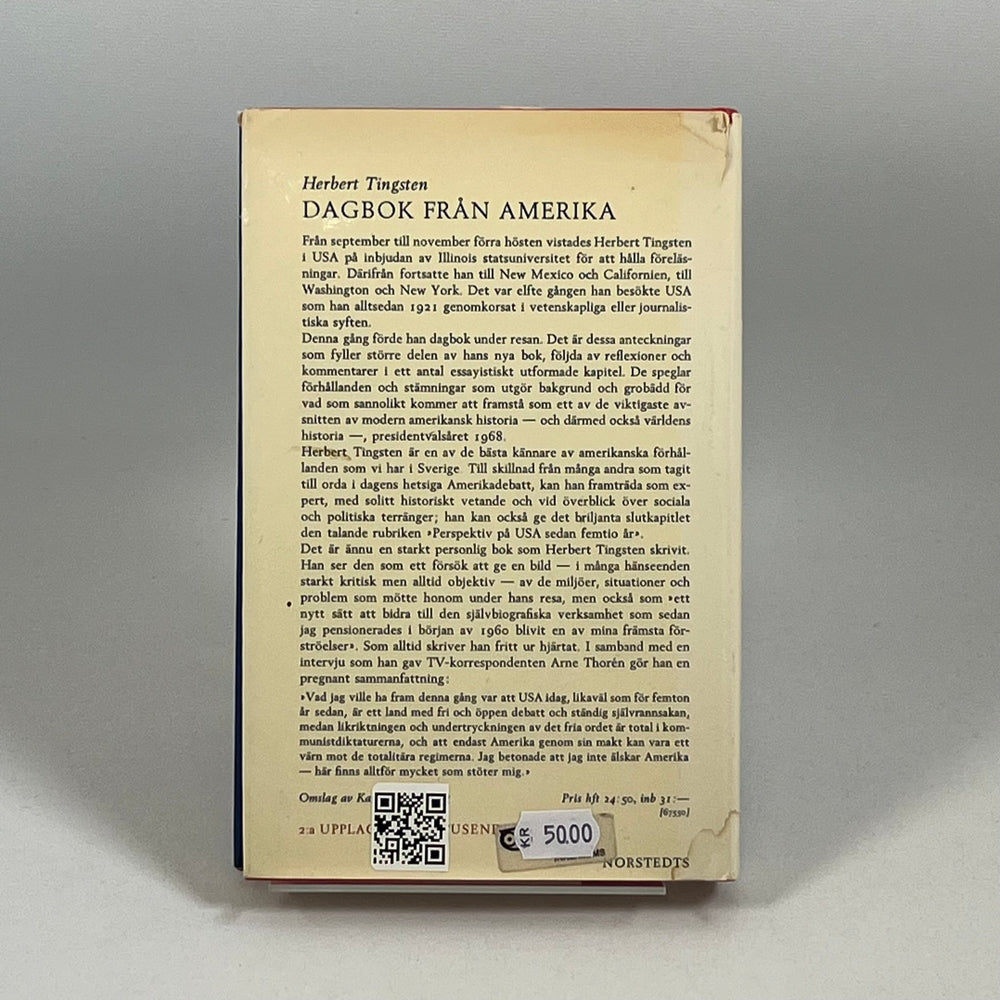 Herbert Tingsten
DAGBOK FRÅN AMERIKA
Från september till november förra hösten vistades Herbert Tingsten
i USA på inbjudan av Illinois statsuniversitet för att hålla föreläs-
ningar. Därifrån fortsatte han till New Mexico och Californien, till
Washington och New York. Det var elfte gången han besökte USA
som han alltsedan 1921 genomkorsat i vetenskapliga eller journalis-
tiska syften.
Denna gång förde han dagbok under resan. Det är dessa anteckningar
som fyller större delen av hans nya bok, följda av reflexioner och
kommentarer i ett antal essayistiskt utformade kapitel. De speglar
förhållanden och stämningar som utgör bakgrund och grobädd för
vad som sannolikt kommer att framstå som ett av de viktigaste av-
snitten av modern amerikansk historia — och därmed också världens
historia —, presidentvalsåret 1968.
Herbert Tingsten är en av de bästa kännare av amerikanska förhål-
landen som vi har i Sverige. Till skillnad från många andra som tagit
till orda i dagens hetsiga Amerikadebatt, kan han framträda som ex-
pert, med solitt historiskt vetande och vid överblick över sociala
och politiska terränger; han kan också ge det briljanta slutkapitlet
den talande rubriken »Perspektiv på USA sedan femtio år».
Det är ännu en starkt personlig bok som Herbert Tingsten skrivit.
Han ser den som ett försök att ge en bild — i många hänseenden
starkt kritisk men alltid objektiv — av de miljöer, situationer och
problem som mötte honom under hans resa, men också som »ett
nytt sätt att bidra till den självbiografiska verksamhet som sedan
jag pensionerades i början av 1960 blivit en av mina främsta för-
ströelser». Som alltid skriver han fritt ur hjärtat. I samband med en
intervju som han gav TV-korrespondenten Arne Thorén gör han en
pregnant sammanfattning:
»Vad jag ville ha fram denna gång var att USA idag, likaväl som för femton
år sedan, är ett land med fri och öppen debatt och ständig självrannsakan,
medan likriktningen och undertryckningen av det fria ordet är total i kom-
munistdiktaturerna, och att endast Amerika genom sin makt kan vara ett
värn mot de totalitära regimerna. Jag betonade att jag inte älskar Amerika
— här finns alltför mycket som stöter mig.»
Omslag av Ka
Pris hft 24:50, inb 31:—
[67530]
2:a UPPLAG
USEN
KR 50.00
NORSTEDTS